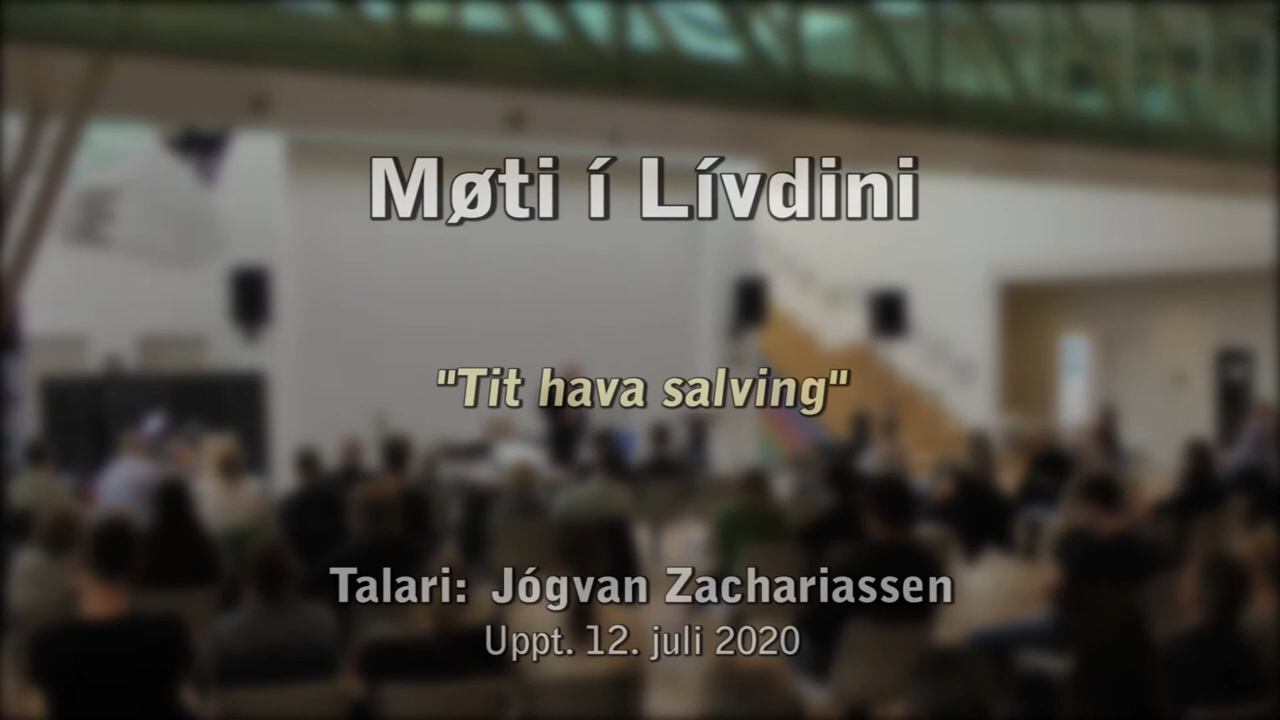 Møti í Lívdini
"Tit hava salving"
Talari: Jógvan Zachariassen
Uppt. 12. juli 2020